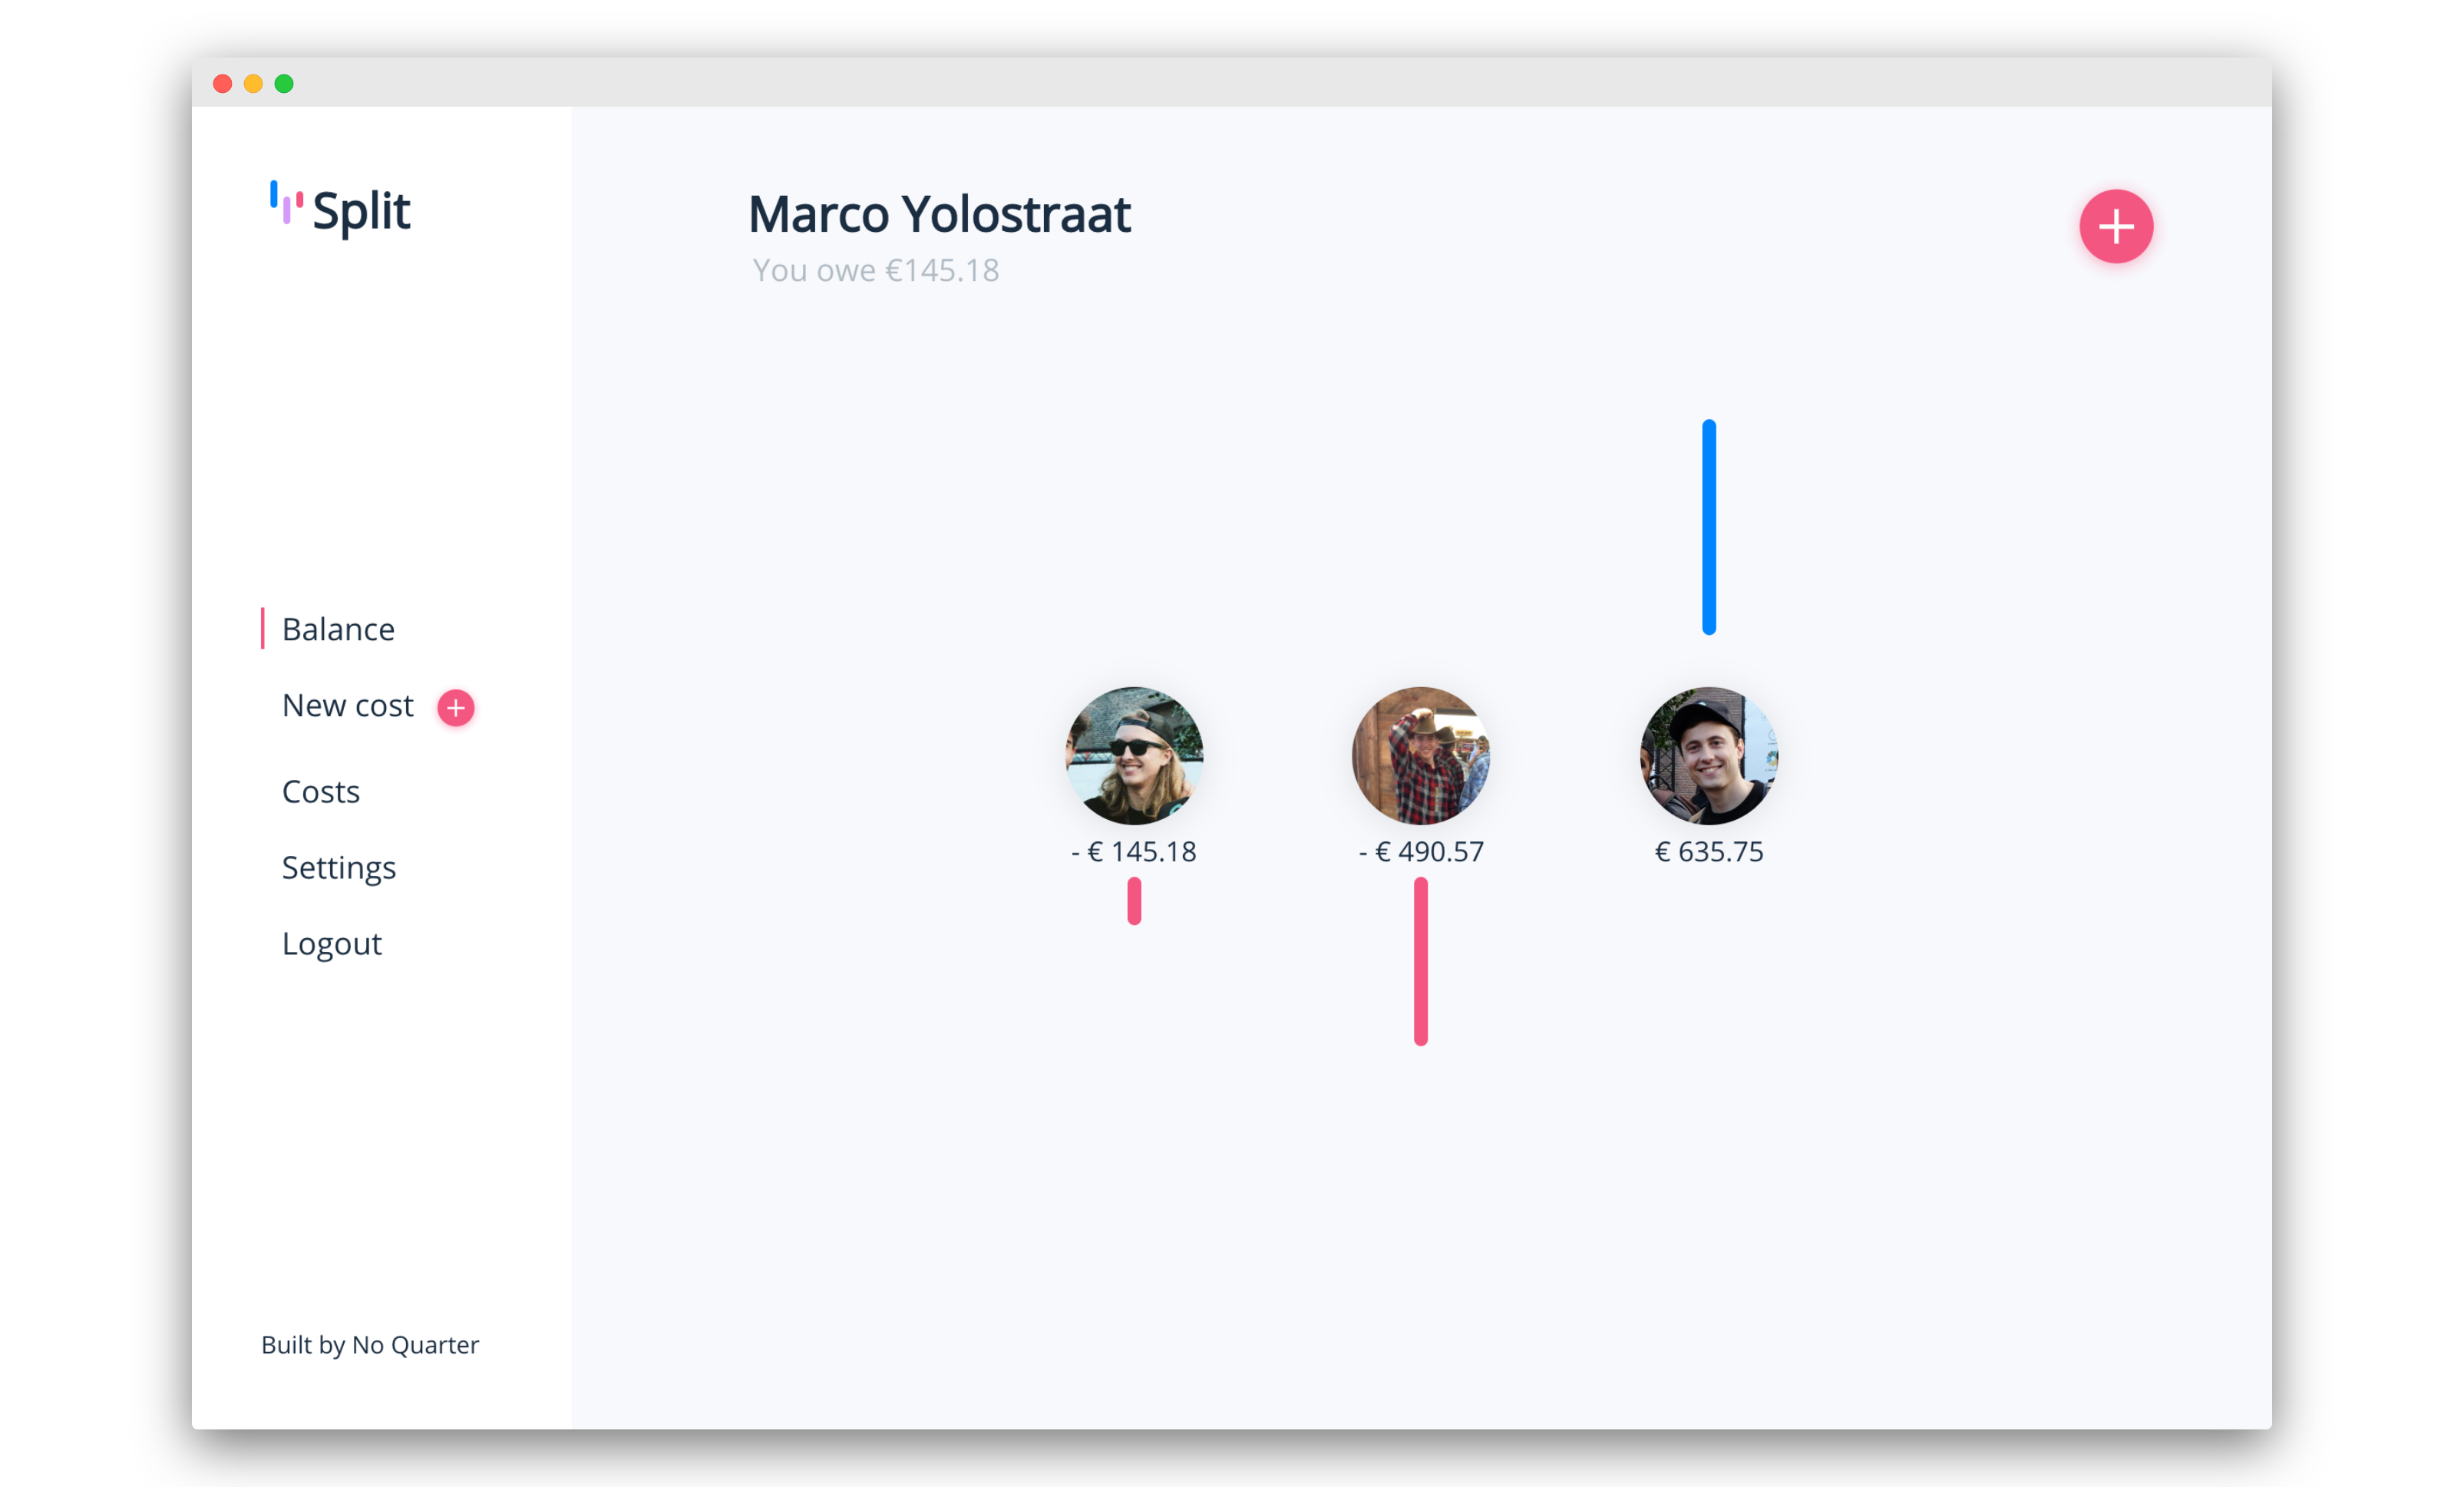 Split
Balance
New cost
Costs
Settings
Logout
Built by No Quarter
Marco Yolostraat
You owe €145.18
- € 145.18
- € 490.57
€ 635.75